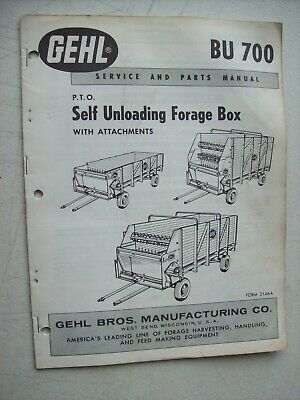 GEHL®
BU 700
SERVICE AND PARTS MANUAL
P.T.O.
Self Unloading Forage Box
WITH ATTACHMENTS
FORM 2146A
GEHL BROS. MANUFACTURING CO.
WEST BEND, WISCONSIN, U.S.A.
AMERICA'S LEADING LINE OF FORAGE HARVESTING, HANDLING,
AND FEED MAKING EQUIPMENT